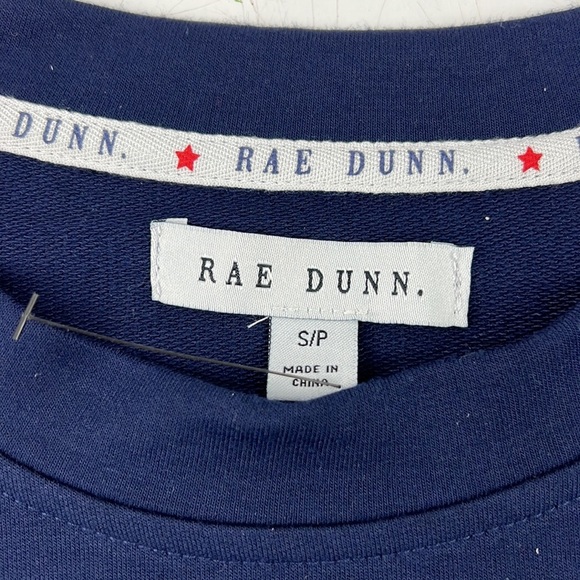 DUNN. ★ RAE DUNN. ★
RAE DUNN.
S/P
MADE IN
CHINA